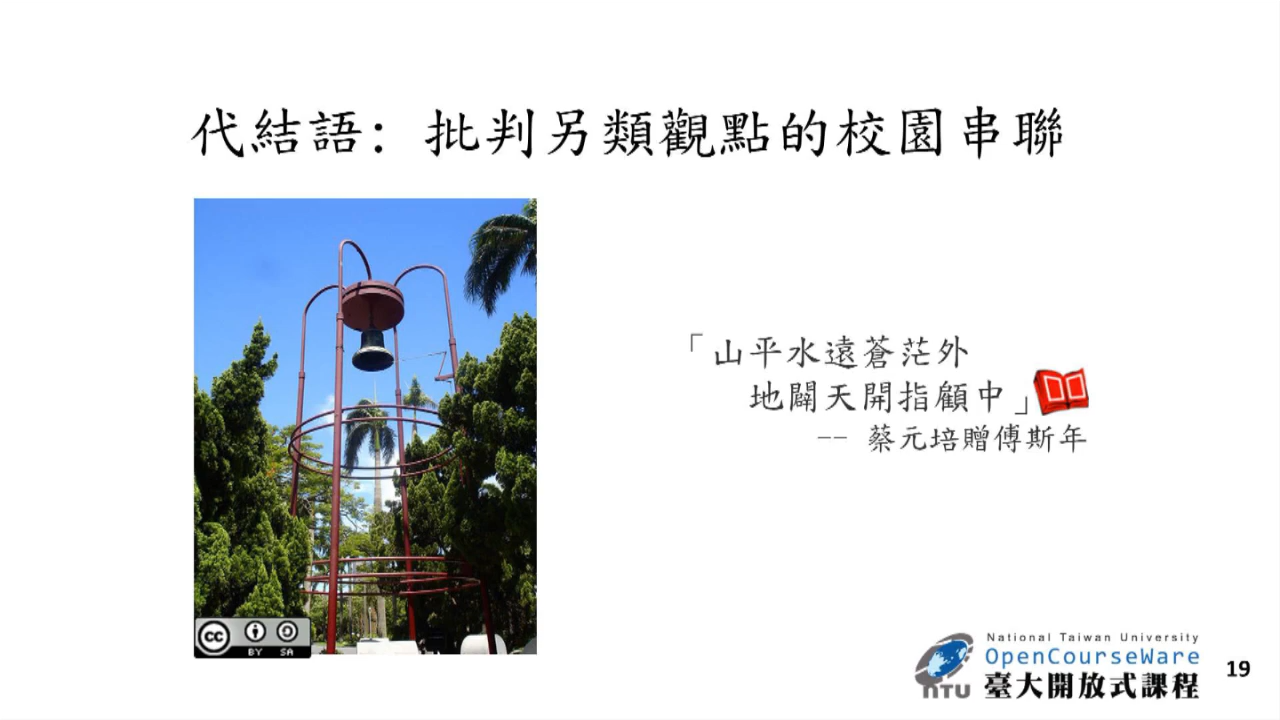 代結語：批判另類觀點的校園串聯
「山平水遠蒼茫外
地闢天開指顧中」
-- 蔡元培贈傅斯年
cc
BY SA
National Taiwan University
OpenCourseWare
NTU 臺大開放式課程
19